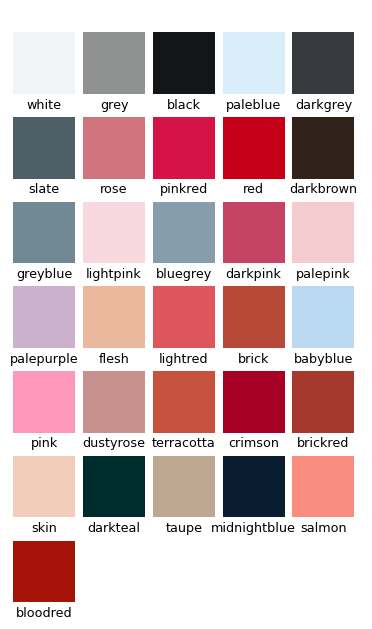 white grey black paleblue darkgrey
slate rose pinkred red darkbrown
greyblue lightpink bluegrey darkpink palepink
palepurple flesh lightred brick babyblue
pink dustyrose terracotta crimson brickred
skin darkteal taupe midnightblue salmon
bloodred